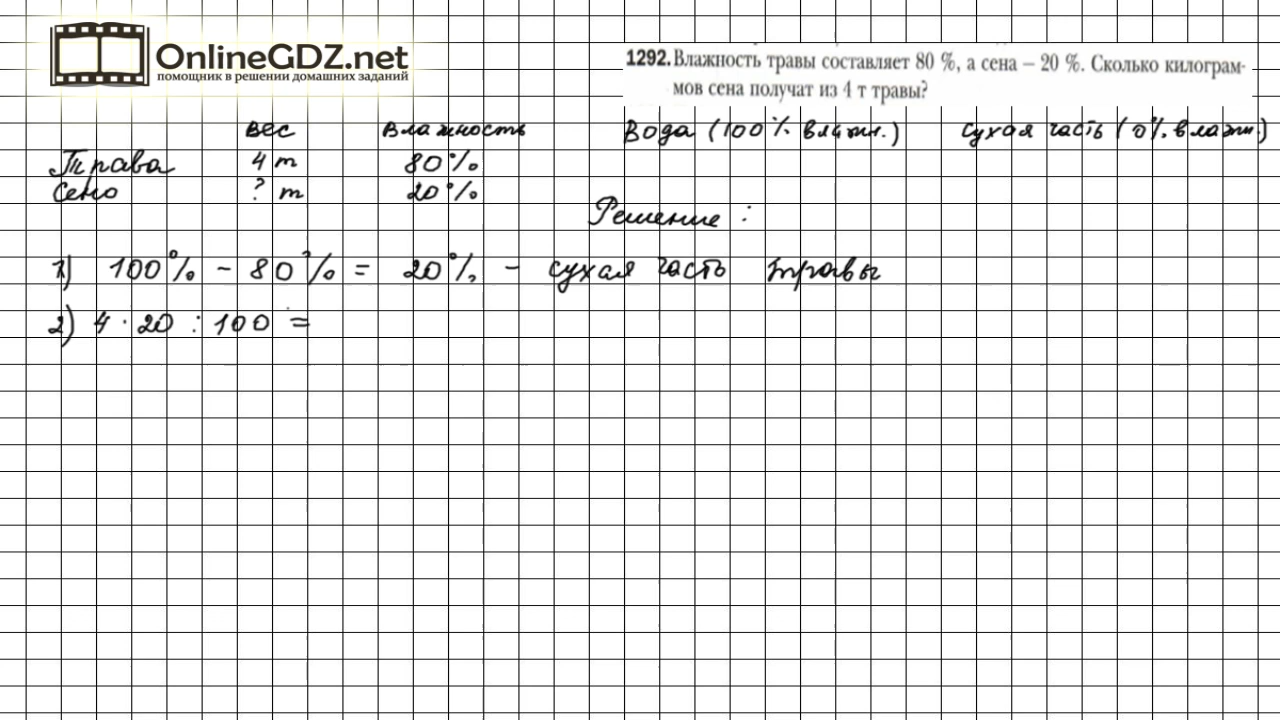 OnlineGDZ.net
помощник в решении домашних заданий
1292. Влажность травы составляет 80 %, а сена – 20 %. Сколько килограм-
мов сена получат из 4 т травы?
вес влажность вода (100% влажн.) сухая часть (0% влажн.)
Трава 4 т 80%
Сено ? т 20%
Решение :
1) 100% - 80% = 20% - сухая часть травы
2) 4 · 20 : 100 =